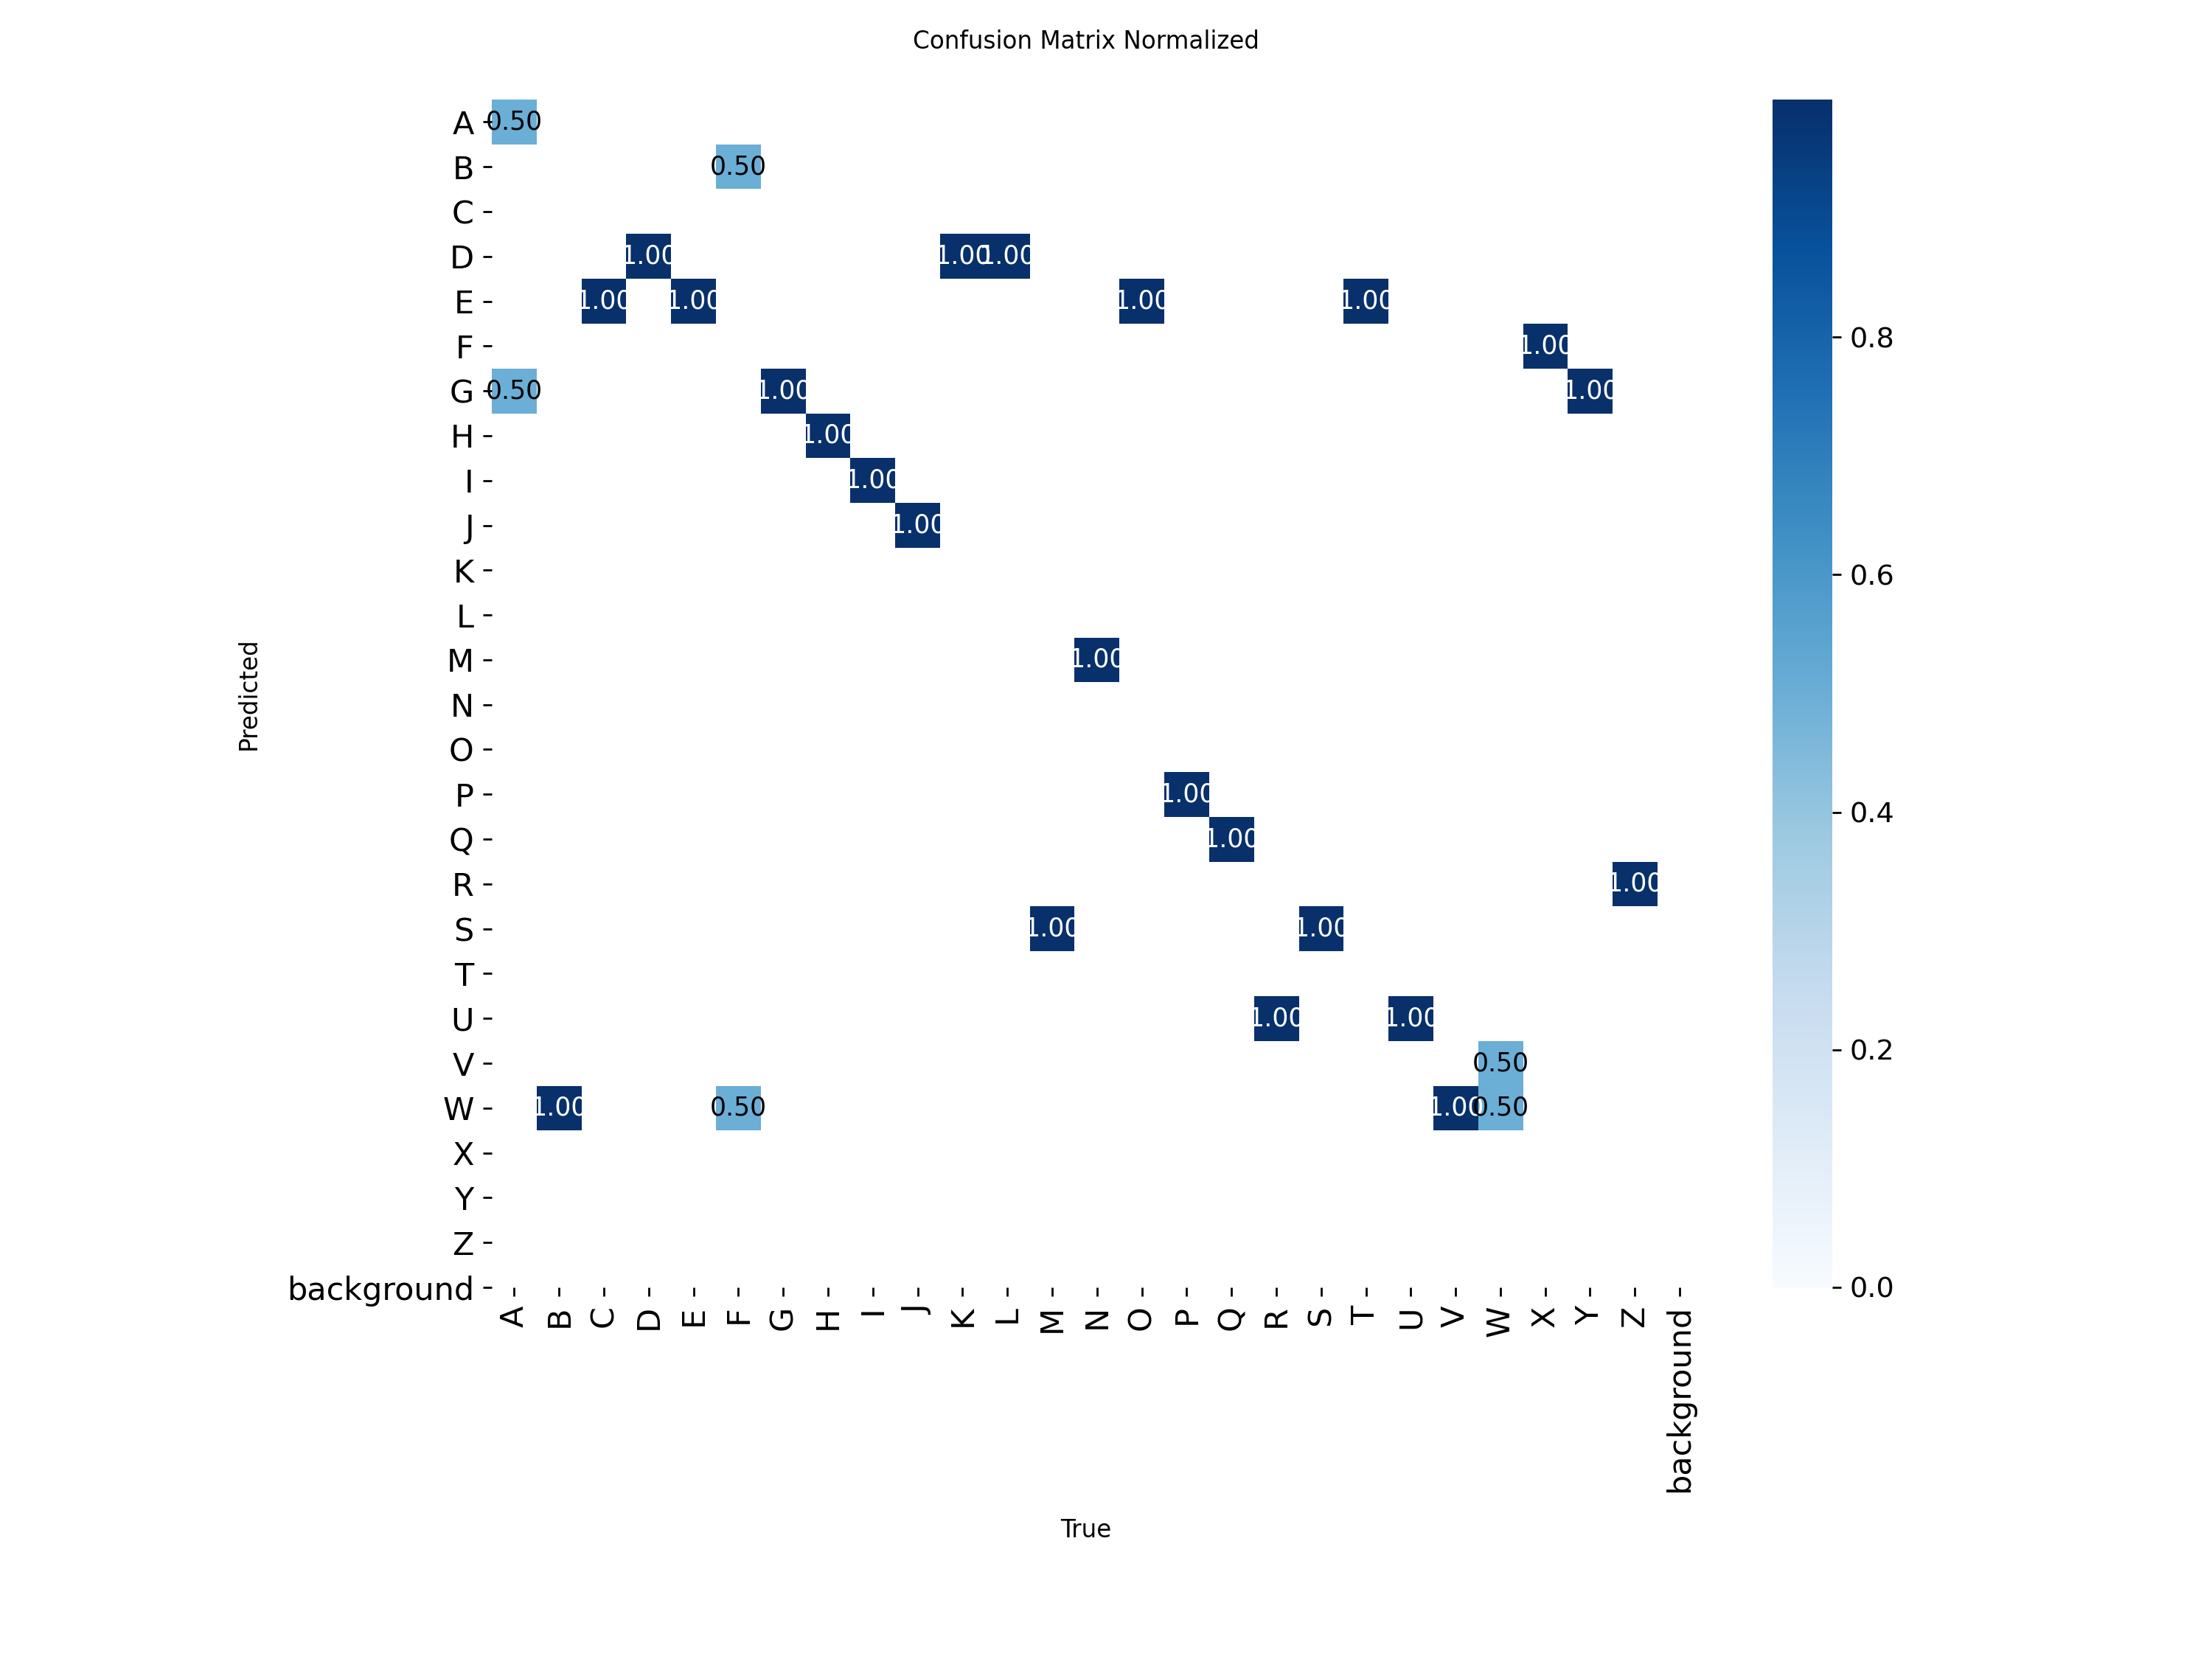 Confusion Matrix Normalized
A 0.50
B 0.50
C
D 1.00 1.00 1.00
E 1.00 1.00 1.00 1.00
F 1.00
0.8
G 0.50 1.00 1.00
H 1.00
I 1.00
J 1.00
K
0.6
L
Predicted
M 1.00
N
O
P 1.00
0.4
Q 1.00
R 1.00
S 1.00 1.00
T
U 1.00 1.00
0.2
V 0.50
W 1.00 0.50 1.00 0.50
X
Y
Z
background
0.0
A B C D E F G H I J K L M N O P Q R S T U V W X Y Z background
True